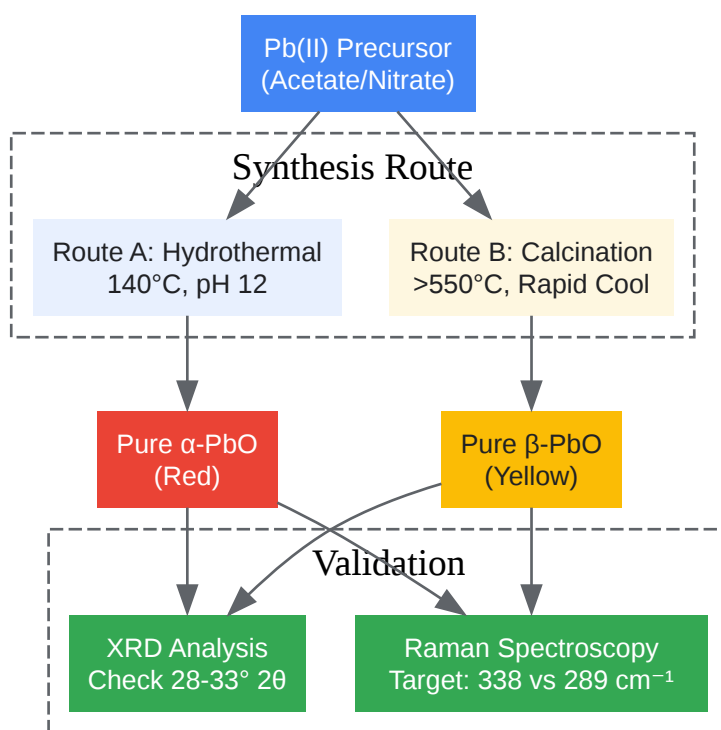 Pb(II) Precursor
(Acetate/Nitrate)
Synthesis Route
Route A: Hydrothermal
140°C, pH 12
Route B: Calcination
>550°C, Rapid Cool
Pure α-PbO
(Red)
Pure β-PbO
(Yellow)
Validation
XRD Analysis
Check 28-33° 2θ
Raman Spectroscopy
Target: 338 vs 289 cm⁻¹